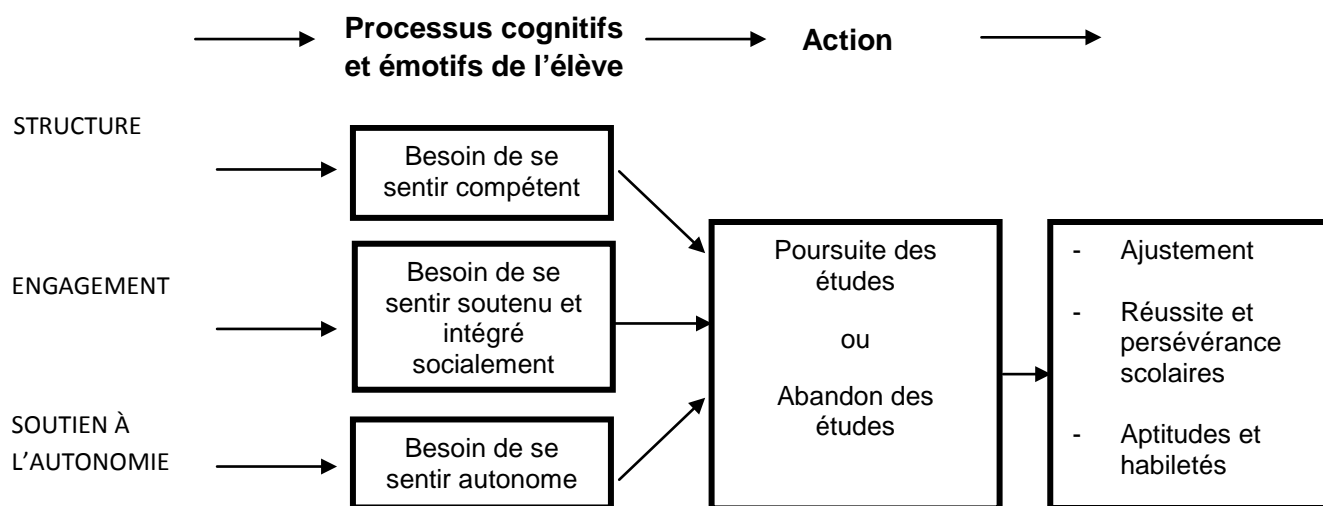 Processus cognitifs
et émotifs de l'élève
Action
STRUCTURE
Besoin de se
sentir compétent
ENGAGEMENT
Besoin de se
sentir soutenu et
intégré
socialement
SOUTIEN À
L'AUTONOMIE
Besoin de se
sentir autonome
Poursuite des
études
ou
Abandon des
études
- Ajustement
- Réussite et
persévérance
scolaires
- Aptitudes et
habiletés